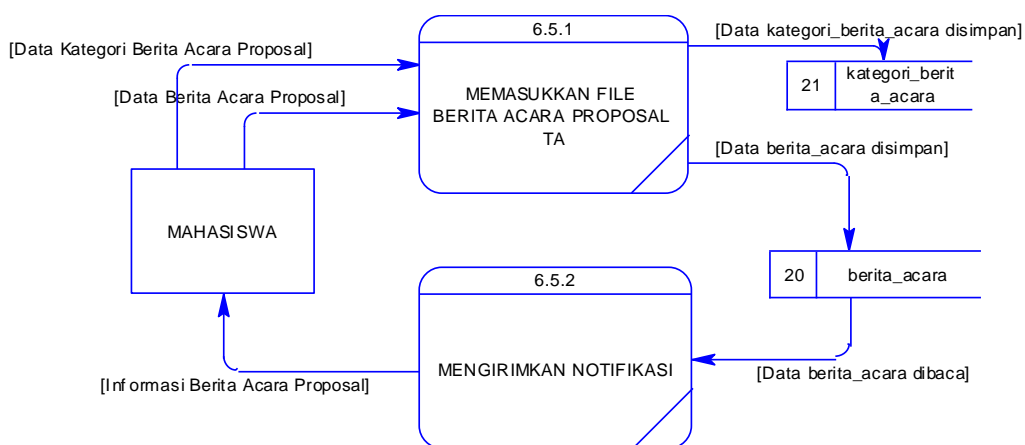 6.5.1
[Data kategori_berita_acara disimpan]
[Data Kategori Berita Acara Proposal]
21
kategori_berit
a_acara
[Data Berita Acara Proposal]
MEMASUKKAN FILE
BERITA ACARA PROPOSAL
TA
[Data berita_acara disimpan]
MAHASISWA
20
berita_acara
6.5.2
MENGIRIMKAN NOTIFIKASI
[Data berita_acara dibaca]
[Informasi Berita Acara Proposal]